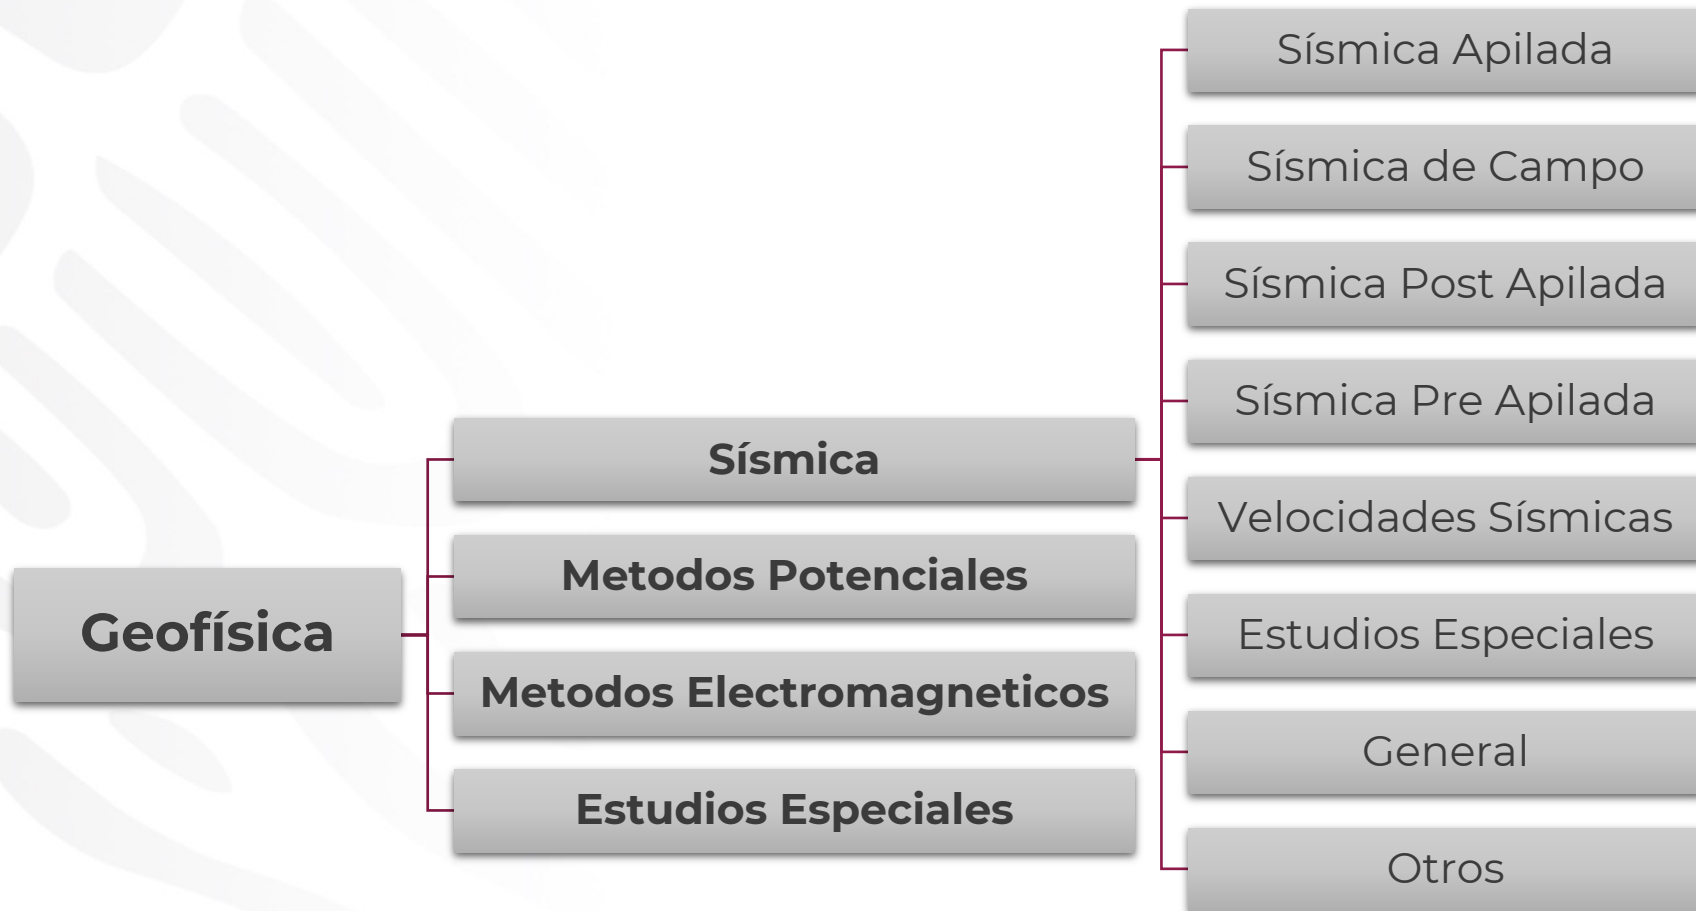 Geofísica
Sísmica
Metodos Potenciales
Metodos Electromagneticos
Estudios Especiales
Sísmica Apilada
Sísmica de Campo
Sísmica Post Apilada
Sísmica Pre Apilada
Velocidades Sísmicas
Estudios Especiales
General
Otros